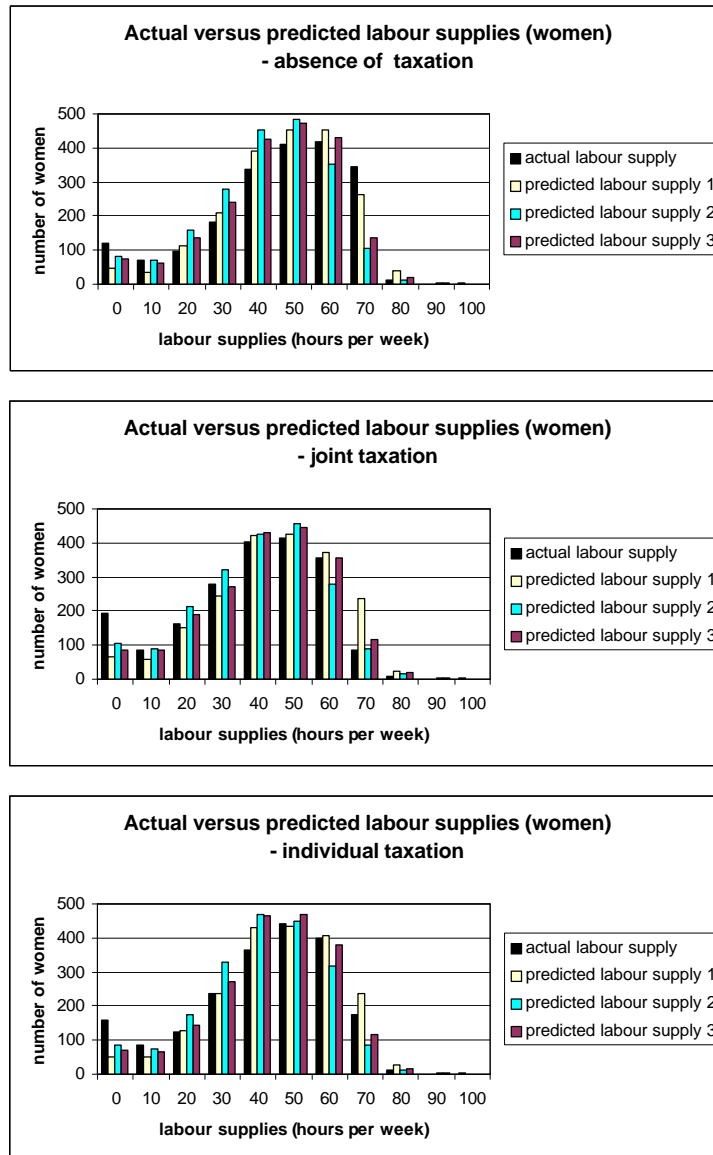 Actual versus predicted labour supplies (women)
- absence of taxation
500
400
300
200
100
0
number of women
0 10 20 30 40 50 60 70 80 90 100
labour supplies (hours per week)
actual labour supply
predicted labour supply 1
predicted labour supply 2
predicted labour supply 3
Actual versus predicted labour supplies (women)
- joint taxation
500
400
300
200
100
0
number of women
0 10 20 30 40 50 60 70 80 90 100
labour supplies (hours per week)
actual labour supply
predicted labour supply 1
predicted labour supply 2
predicted labour supply 3
Actual versus predicted labour supplies (women)
- individual taxation
500
400
300
200
100
0
number of women
0 10 20 30 40 50 60 70 80 90 100
labour supplies (hours per week)
actual labour supply
predicted labour supply 1
predicted labour supply 2
predicted labour supply 3